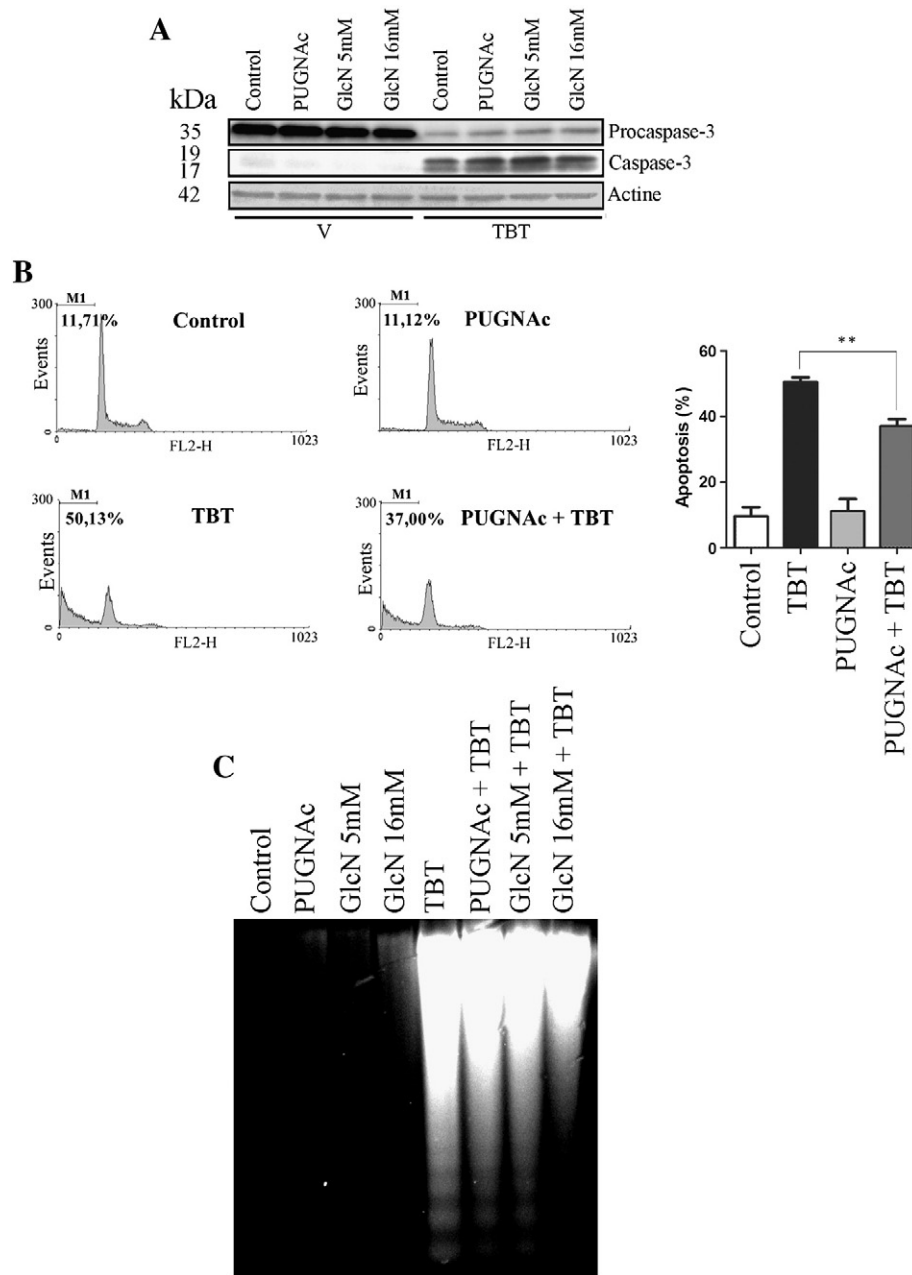 A
kDa
Control
PUGNAc
GlcN 5mM
GlcN 16mM
Control
PUGNAc
GlcN 5mM
GlcN 16mM
35
Procaspase-3
19
17
Caspase-3
42
Actine
V
TBT
B
300
M1
11,71%
Control
Events
0
FL2-H
1023
300
M1
11,12%
PUGNAc
Events
0
FL2-H
1023
300
M1
50,13%
TBT
Events
0
FL2-H
1023
300
M1
37,00%
PUGNAc + TBT
Events
0
FL2-H
1023
**
Apoptosis (%)
60
40
20
0
Control
TBT
PUGNAc
PUGNAc + TBT
C
Control
PUGNAc
GlcN 5mM
GlcN 16mM
TBT
PUGNAc + TBT
GlcN 5mM + TBT
GlcN 16mM + TBT